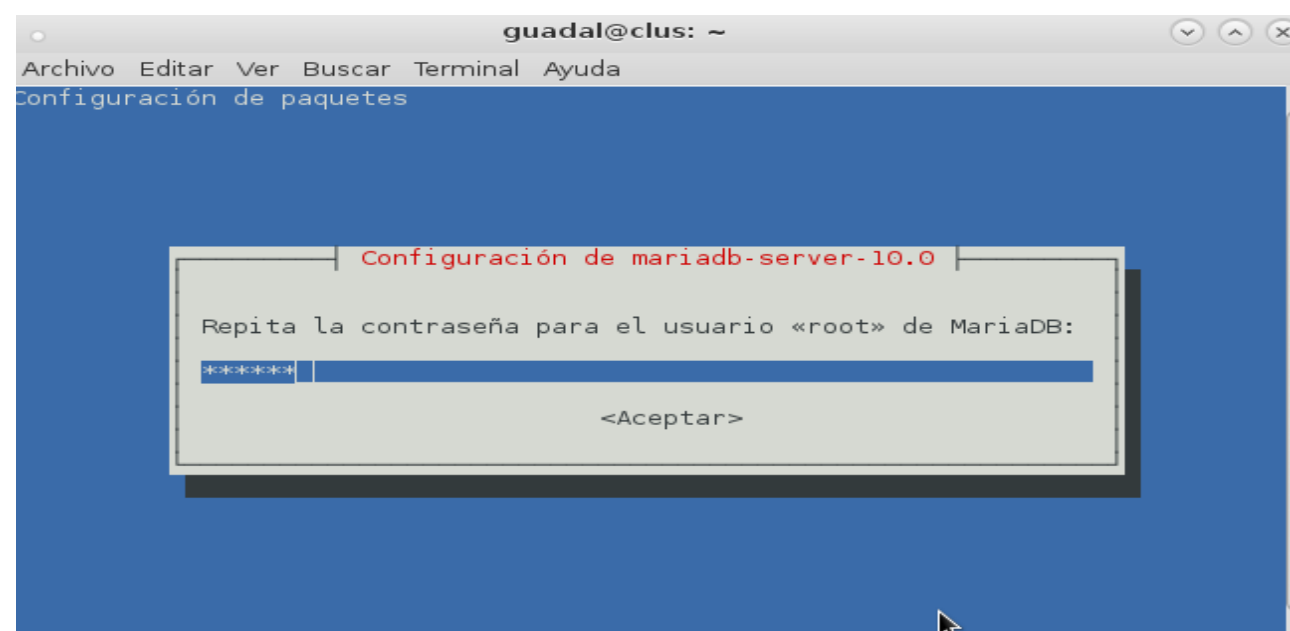 guadal@clus: ~
Archivo Editar Ver Buscar Terminal Ayuda
Configuración de paquetes
Configuración de mariadb-server-10.0
Repita la contraseña para el usuario «root» de MariaDB:
******
<Aceptar>